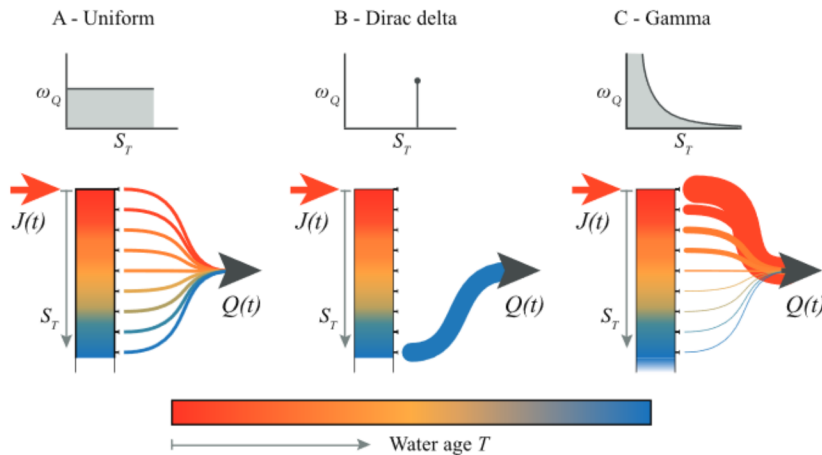 A - Uniform
B - Dirac delta
C - Gamma
ω_Q
S_T
ω_Q
S_T
ω_Q
S_T
J(t)
S_T
Q(t)
J(t)
S_T
Q(t)
J(t)
S_T
Q(t)
Water age T